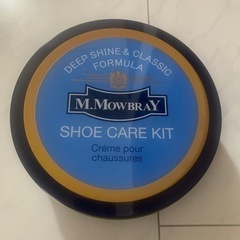 DEEP SHINE & CLASSIC
FORMULA
M.MOWBRAY
SHOE CARE KIT
Crème pour
chaussures